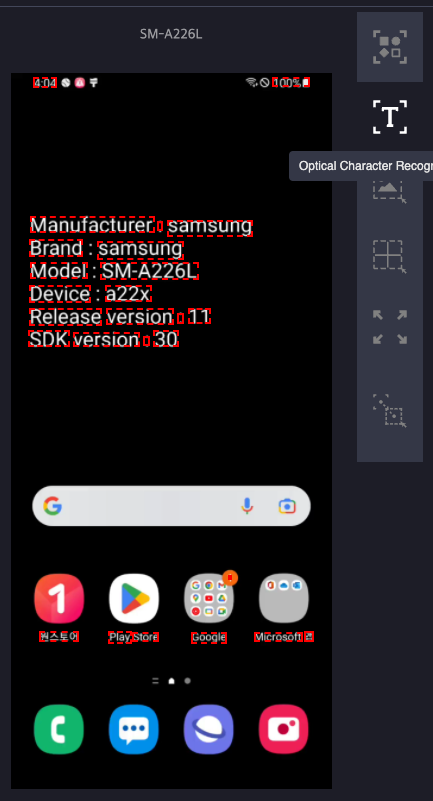 SM-A226L
4:04 100%
Optical Character Recogn
Manufacturer : samsung
Brand : samsung
Model : SM-A226L
Device : a22x
Release version : 11
SDK version : 30
원스토어 Play Store Google Microsoft